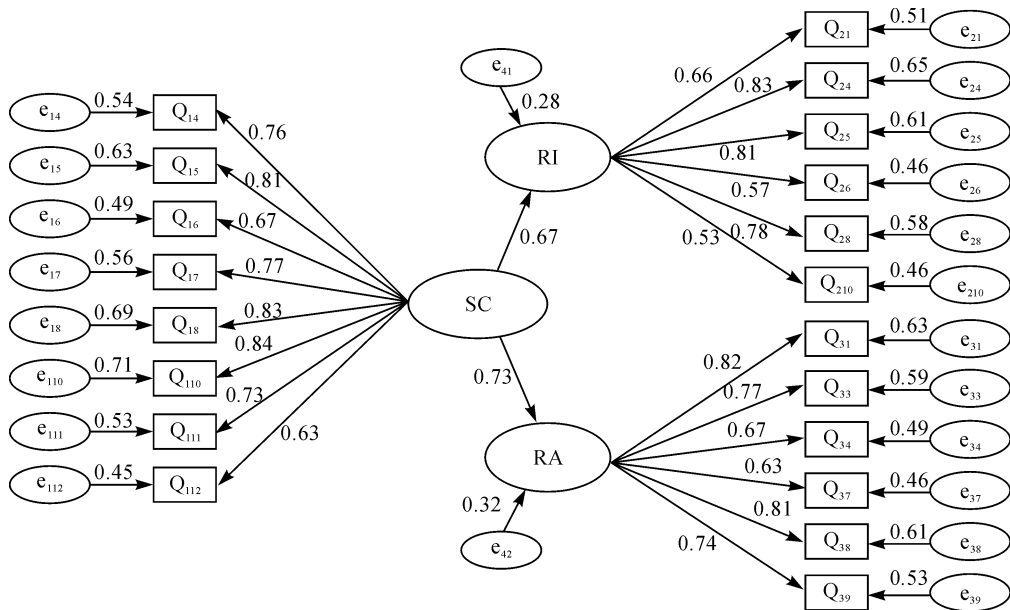 e14 0.54 Q14 0.76
e15 0.63 Q15 0.81
e16 0.49 Q16 0.67
e17 0.56 Q17 0.77
e18 0.69 Q18 0.83
e110 0.71 Q110 0.84
e111 0.53 Q111 0.73
e112 0.45 Q112 0.63
SC
0.67
0.73
e41
0.28
RI
RA
0.32
e42
0.66 Q21 0.51 e21
0.83 Q24 0.65 e24
0.81 Q25 0.61 e25
0.57 Q26 0.46 e26
0.78 Q28 0.58 e28
0.53 Q210 0.46 e210
0.82 Q31 0.63 e31
0.77 Q33 0.59 e33
0.67 Q34 0.49 e34
0.63 Q37 0.46 e37
0.81 Q38 0.61 e38
0.74 Q39 0.53 e39